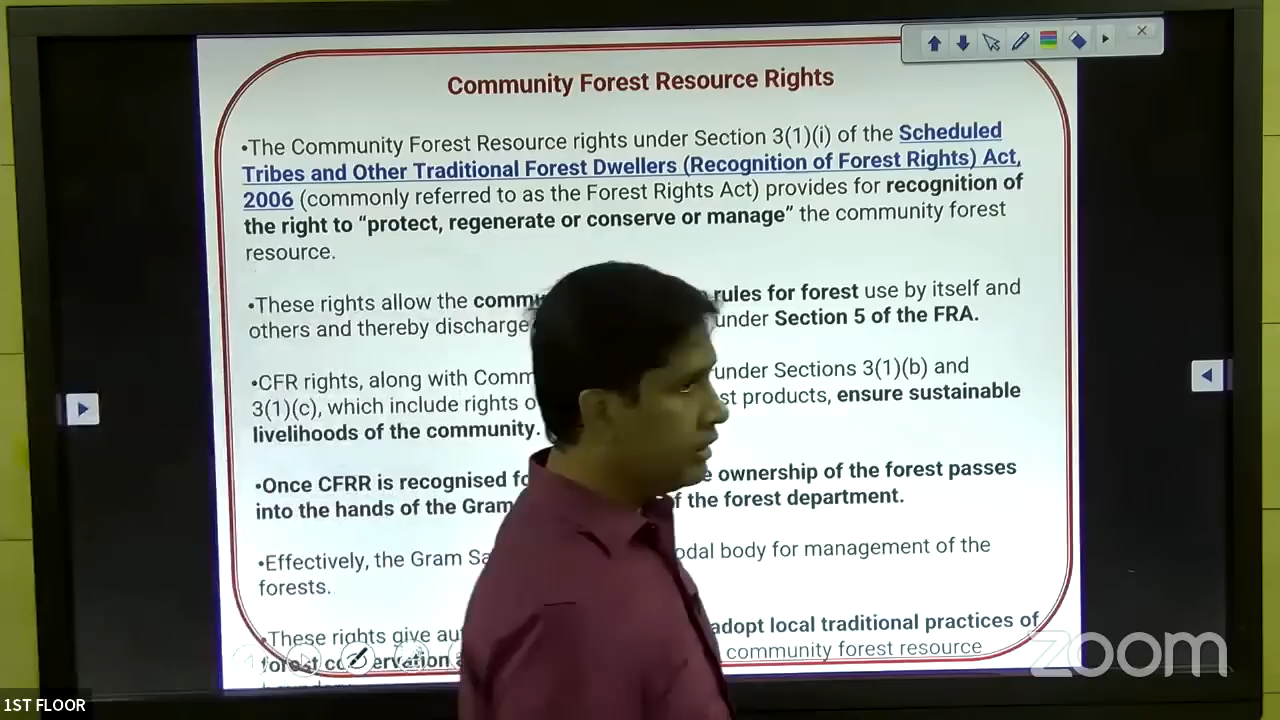 Community Forest Resource Rights
•The Community Forest Resource rights under Section 3(1)(i) of the Scheduled
Tribes and Other Traditional Forest Dwellers (Recognition of Forest Rights) Act,
2006 (commonly referred to as the Forest Rights Act) provides for recognition of
the right to “protect, regenerate or conserve or manage” the community forest
resource.
•These rights allow the rules for forest use by itself and
others and thereby discharge under Section 5 of the FRA.
•CFR rights, along with under Sections 3(1)(b) and
3(1)(c), which include rights products, ensure sustainable
livelihoods of the community.
•Once CFRR is recognised ownership of the forest passes
into the hands of the Gram of the forest department.
•Effectively, the Gram body for management of the
forests.
•These rights give adopt local traditional practices of
forest community forest resource
zoom
1ST FLOOR